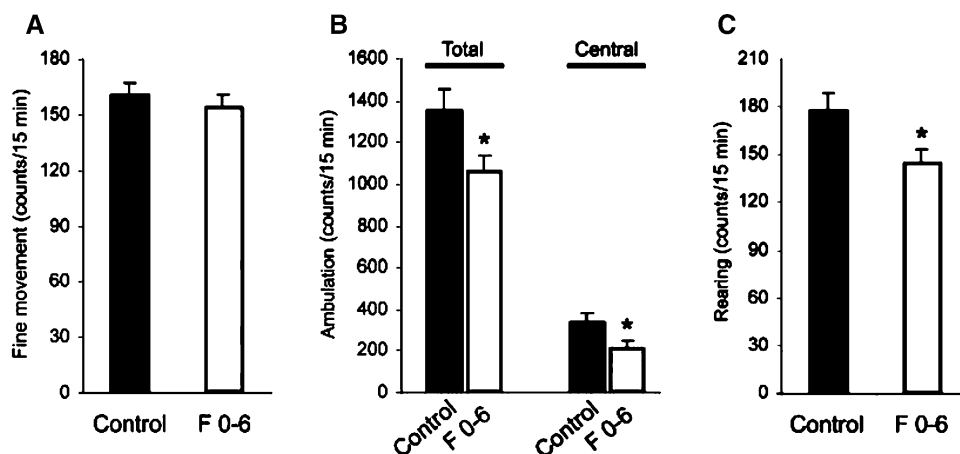 A
Fine movement (counts/15 min)
180
150
120
90
60
30
0
Control
F 0-6
B
Ambulation (counts/15 min)
1600
1400
1200
1000
800
600
400
200
0
Total
Central
*
*
Control
F 0-6
Control
F 0-6
C
Rearing (counts/15 min)
210
180
150
120
90
60
30
0
*
Control
F 0-6